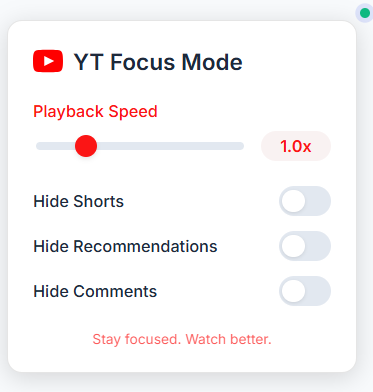 YT Focus Mode
Playback Speed
1.0x
Hide Shorts
Hide Recommendations
Hide Comments
Stay focused. Watch better.